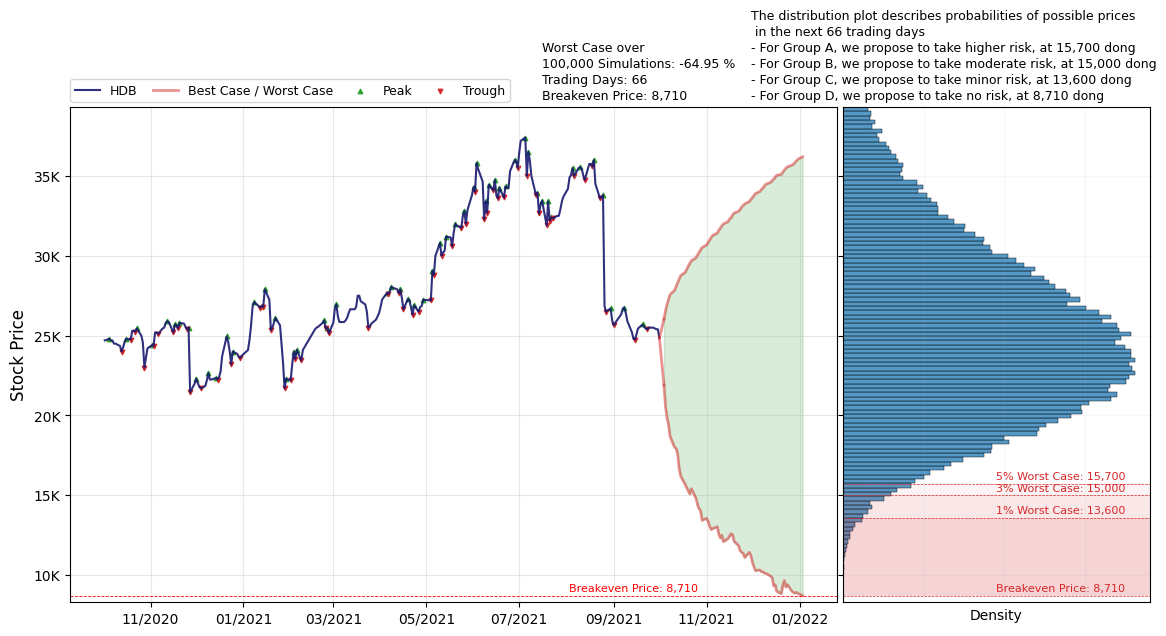 The distribution plot describes probabilities of possible prices
in the next 66 trading days
- For Group A, we propose to take higher risk, at 15,700 dong
- For Group B, we propose to take moderate risk, at 15,000 dong
- For Group C, we propose to take minor risk, at 13,600 dong
- For Group D, we propose to take no risk, at 8,710 dong
Worst Case over
100,000 Simulations: -64.95 %
Trading Days: 66
Breakeven Price: 8,710
HDB
Best Case / Worst Case
Peak
Trough
Stock Price
35K
30K
25K
20K
15K
10K
Breakeven Price: 8,710
11/2020
01/2021
03/2021
05/2021
07/2021
09/2021
11/2021
01/2022
5% Worst Case: 15,700
3% Worst Case: 15,000
1% Worst Case: 13,600
Breakeven Price: 8,710
Density